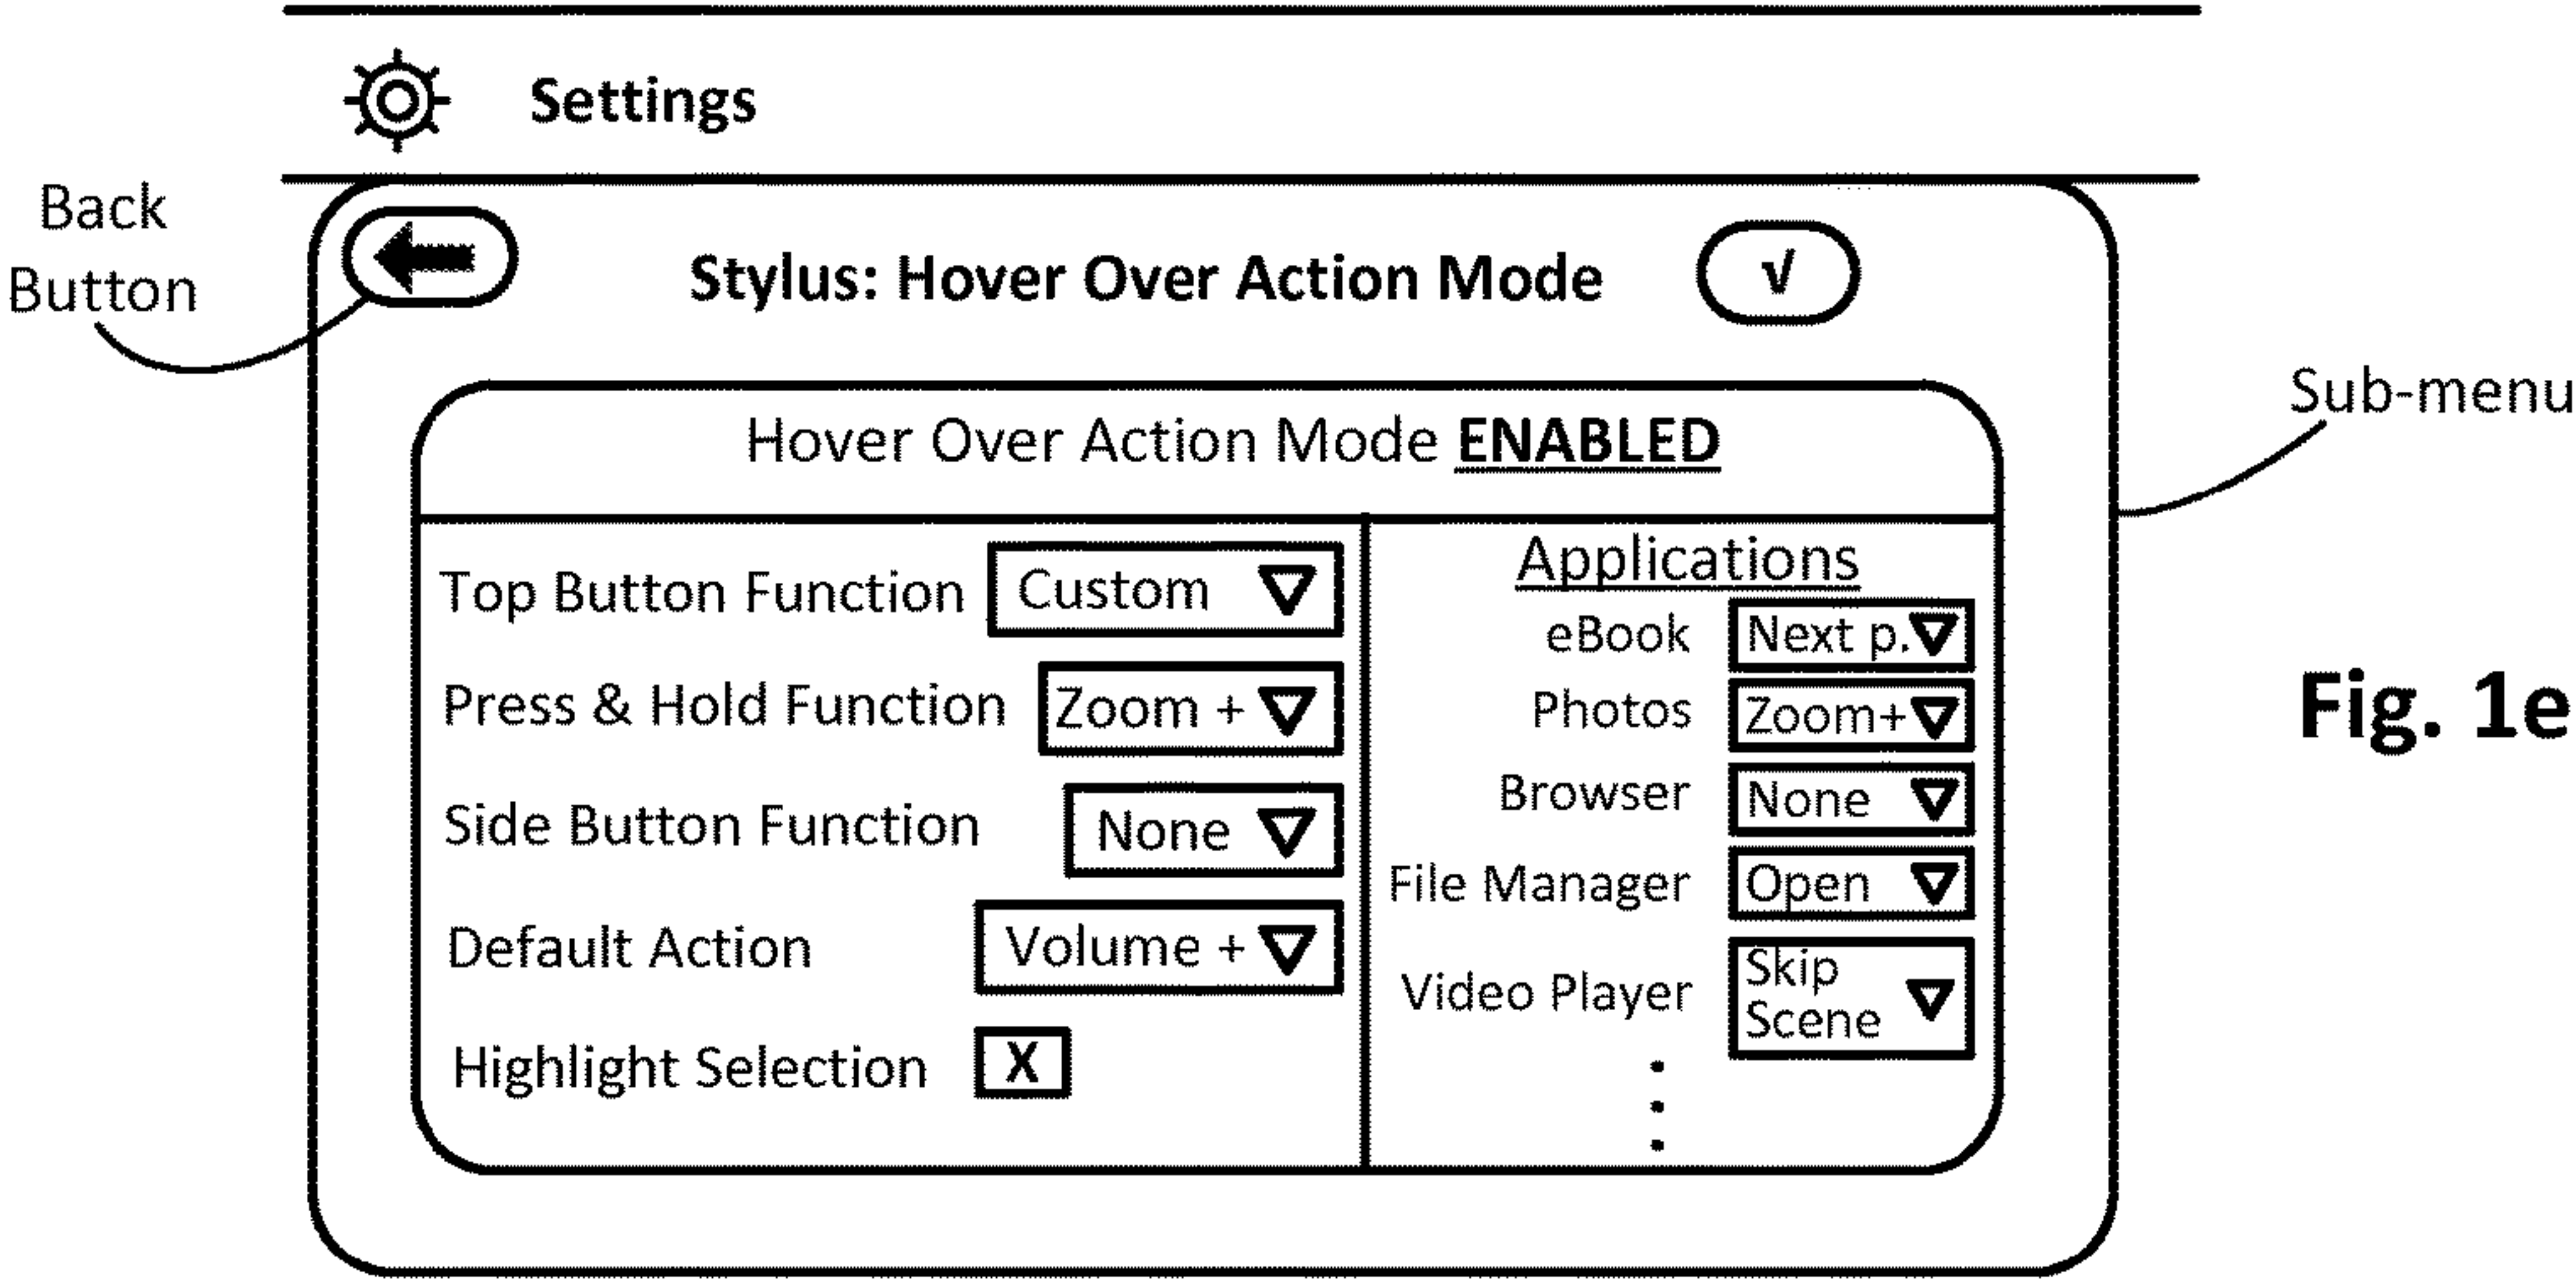 Settings
Back
Button
Stylus: Hover Over Action Mode √
Sub-menu
Hover Over Action Mode ENABLED
Top Button Function Custom
Press & Hold Function Zoom +
Side Button Function None
Default Action Volume +
Highlight Selection X
Applications
eBook Next p.
Photos Zoom+
Browser None
File Manager Open
Video Player Skip
Scene
Fig. 1e